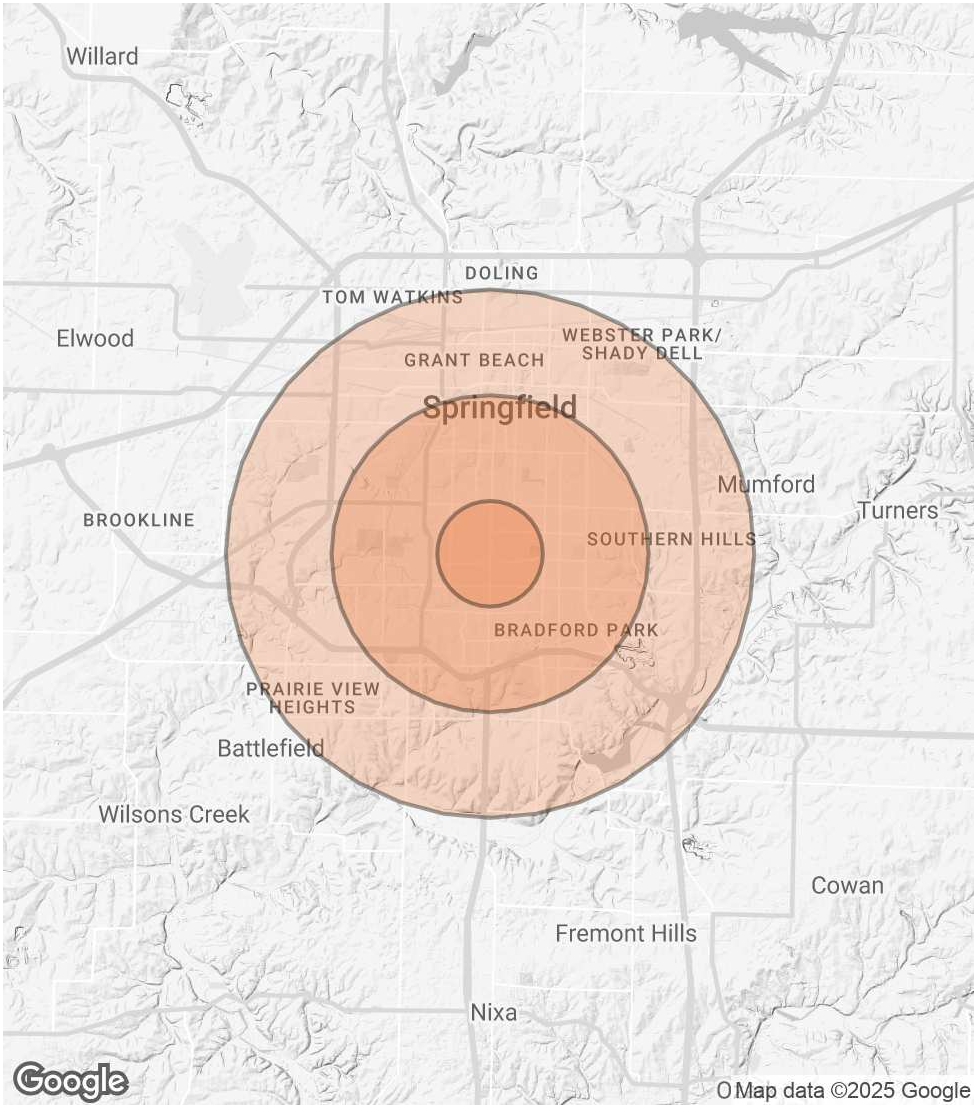 Willard
DOLING
TOM WATKINS
WEBSTER PARK/
SHADY DELL
Elwood
GRANT BEACH
Springfield
Mumford
Turners
BROOKLINE
SOUTHERN HILLS
BRADFORD PARK
PRAIRIE VIEW
HEIGHTS
Battlefield
Wilsons Creek
Cowan
Fremont Hills
Nixa
Google
Map data ©2025 Google